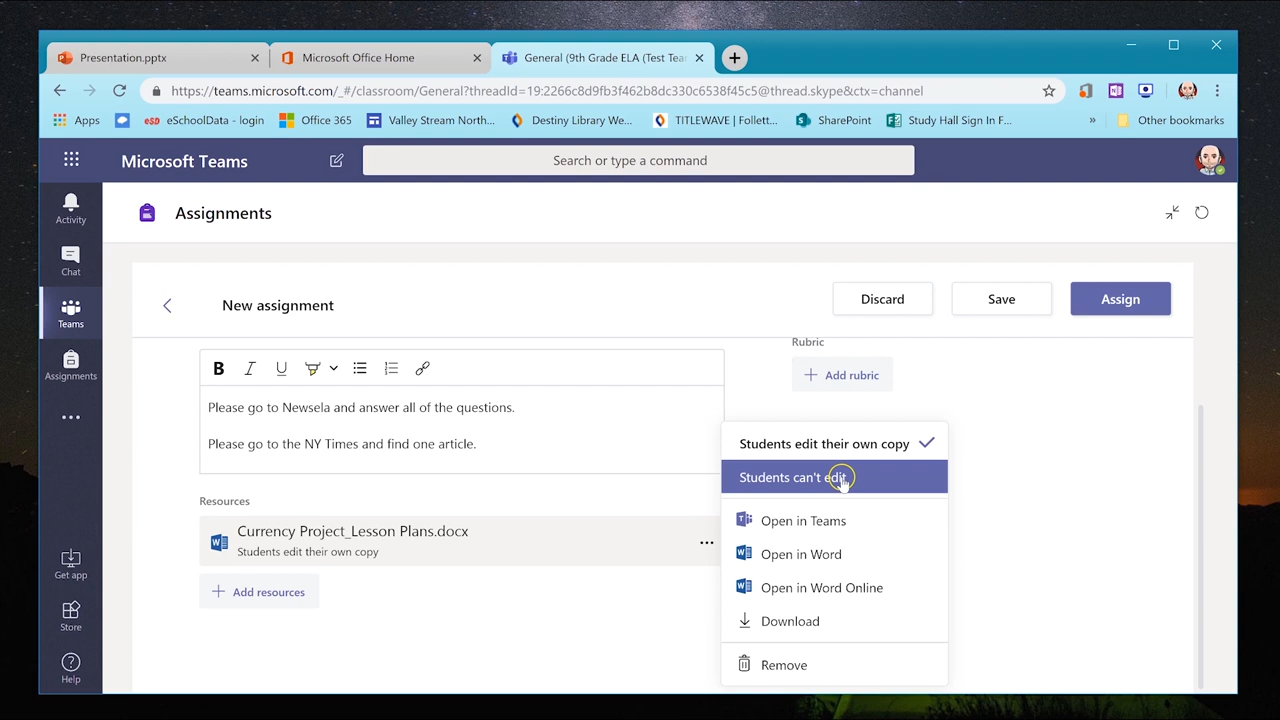 Presentation.pptx
Microsoft Office Home
General (9th Grade ELA (Test Tea
https://teams.microsoft.com/_#/classroom/General?threadId=19:2266c8d9fb3f462b8dc330c6538f45c5@thread.skype&ctx=channel
Apps
eSchoolData - login
Office 365
Valley Stream North...
Destiny Library We...
TITLEWAVE | Follett...
SharePoint
Study Hall Sign In F...
»
Other bookmarks
Microsoft Teams
Search or type a command
Activity
Chat
Teams
Assignments
Get app
Store
Help
Assignments
New assignment
Discard
Save
Assign
B I U
Please go to Newsela and answer all of the questions.
Please go to the NY Times and find one article.
Resources
Currency Project_Lesson Plans.docx
Students edit their own copy
+ Add resources
Rubric
+ Add rubric
Students edit their own copy
Students can't edit
Open in Teams
Open in Word
Open in Word Online
Download
Remove